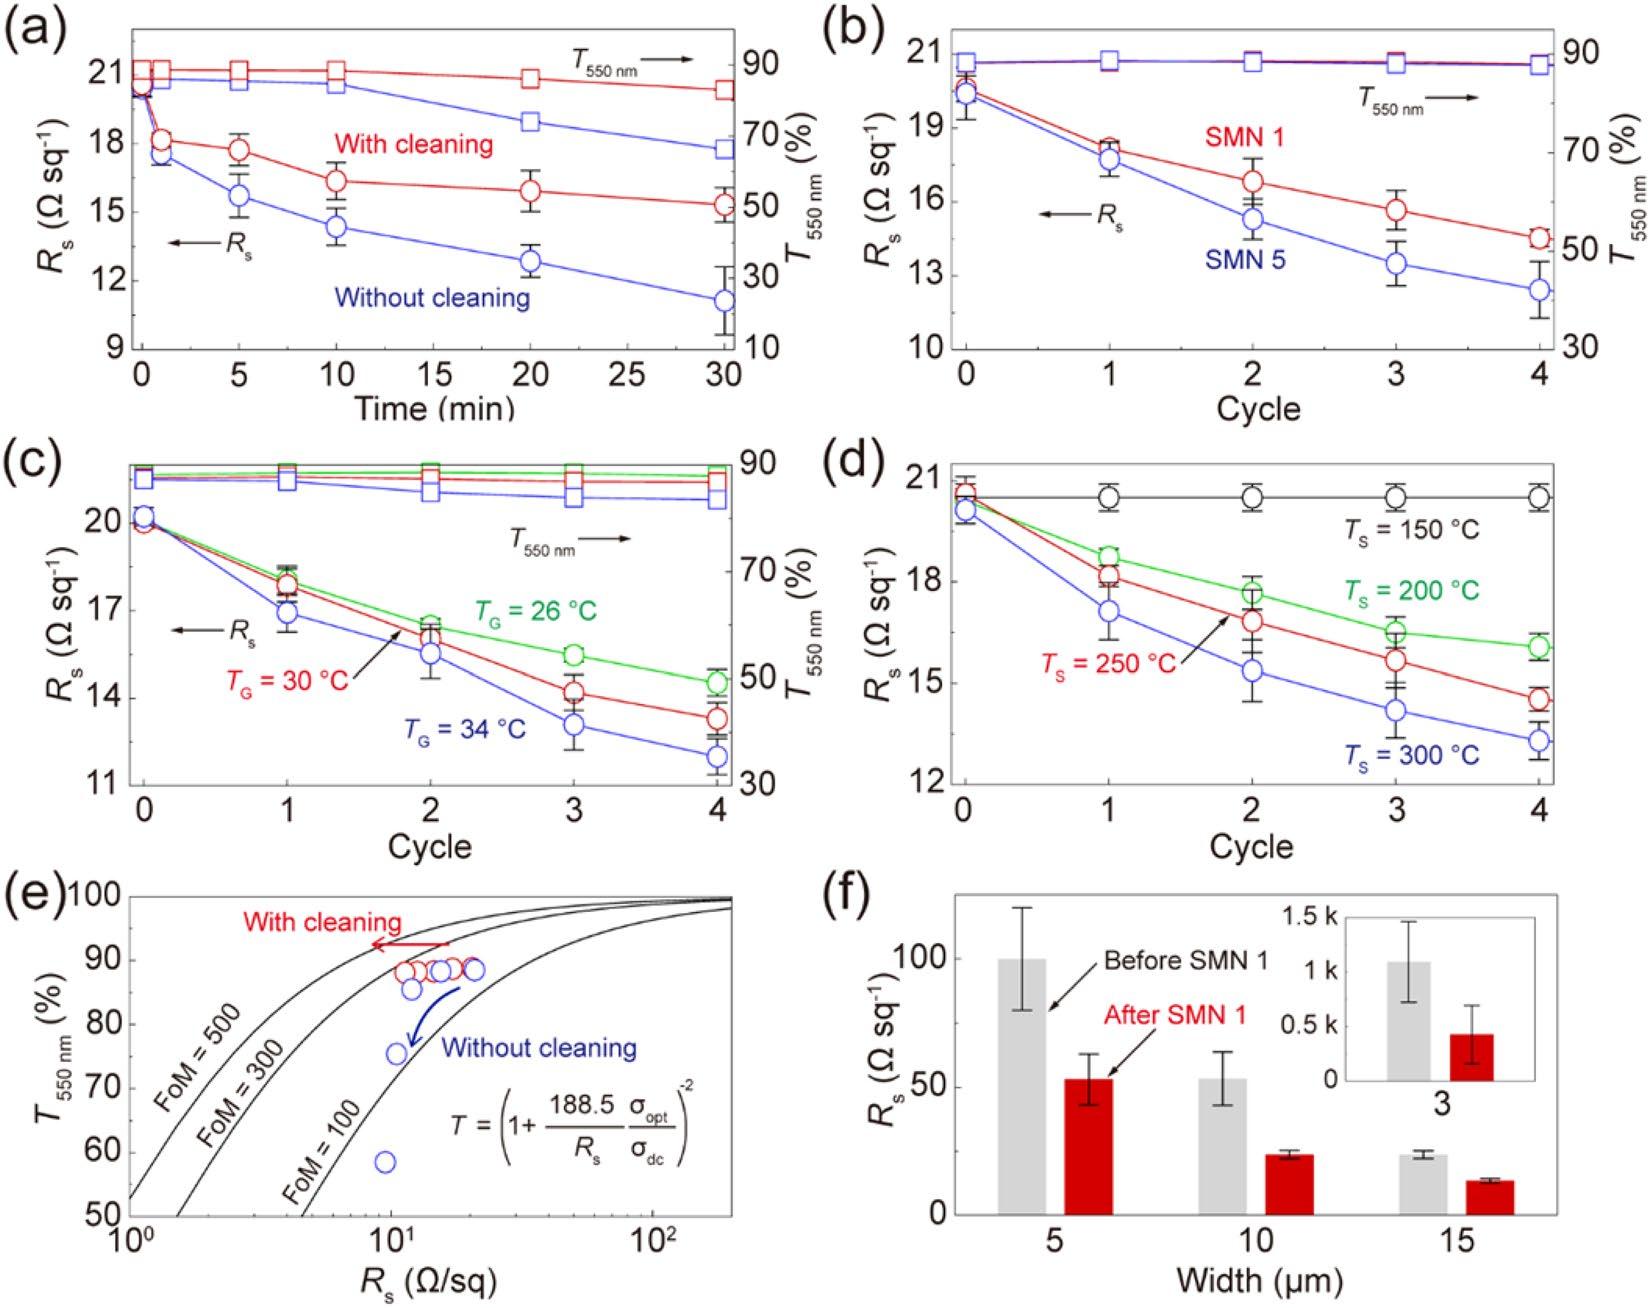 (a)
21
18
15
12
9
Rs (Ω sq-1)
T550 nm
With cleaning
Rs
Without cleaning
90
70
50
30
10
T550 nm (%)
0 5 10 15 20 25 30
Time (min)
(b)
21
19
16
13
10
Rs (Ω sq-1)
T550 nm
SMN 1
Rs
SMN 5
90
70
50
30
T550 nm (%)
0 1 2 3 4
Cycle
(c)
20
17
14
11
Rs (Ω sq-1)
T550 nm
TG = 26 °C
Rs
TG = 30 °C
TG = 34 °C
90
70
50
30
T550 nm (%)
0 1 2 3 4
Cycle
(d)
21
18
15
12
Rs (Ω sq-1)
TS = 150 °C
TS = 200 °C
TS = 250 °C
TS = 300 °C
0 1 2 3 4
Cycle
(e)
100
90
80
70
60
50
T550 nm (%)
With cleaning
FoM = 500
FoM = 300
FoM = 100
Without cleaning
T = (1+ 188.5/Rs σopt/σdc)-2
100 101 102
Rs (Ω/sq)
(f)
100
50
0
Rs (Ω sq-1)
Before SMN 1
After SMN 1
1.5 k
1 k
0.5 k
0
3
5 10 15
Width (μm)